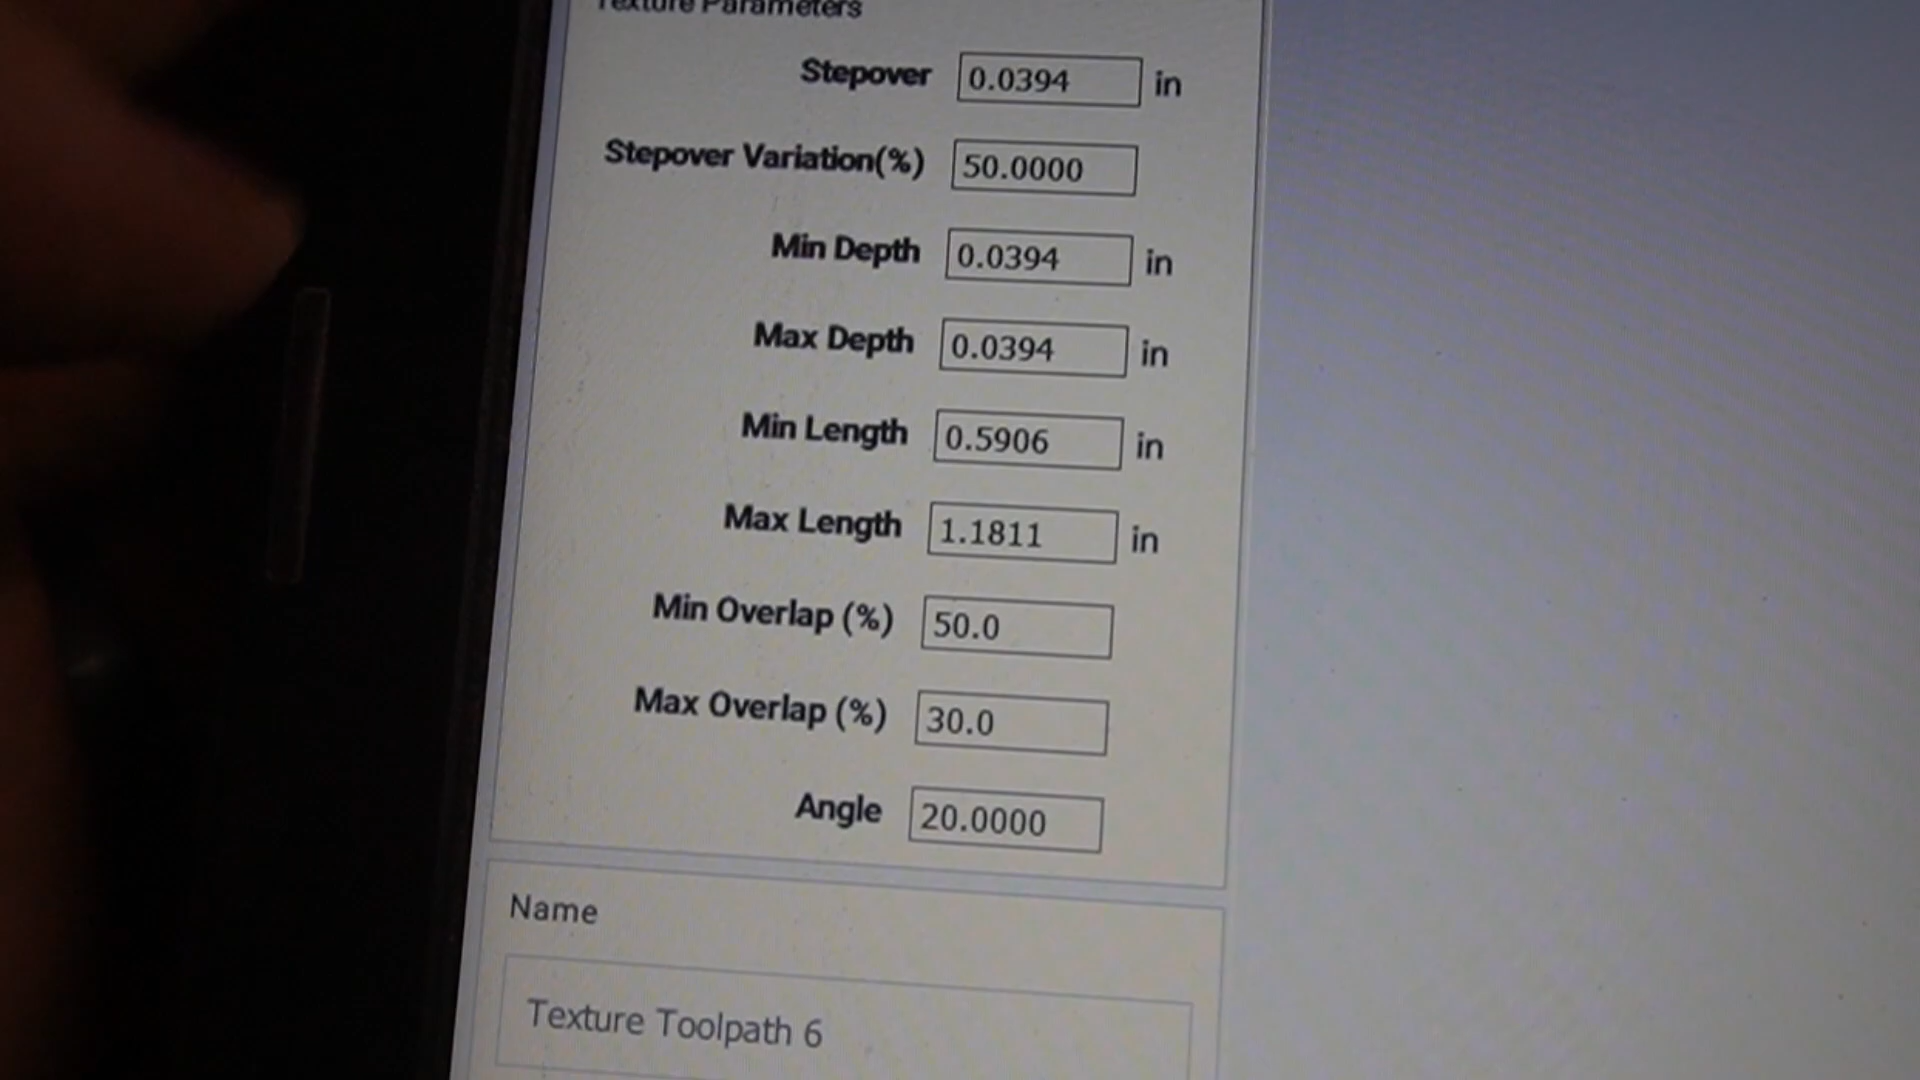 Texture Parameters
Stepover 0.0394 in
Stepover Variation(%) 50.0000
Min Depth 0.0394 in
Max Depth 0.0394 in
Min Length 0.5906 in
Max Length 1.1811 in
Min Overlap (%) 50.0
Max Overlap (%) 30.0
Angle 20.0000
Name
Texture Toolpath 6